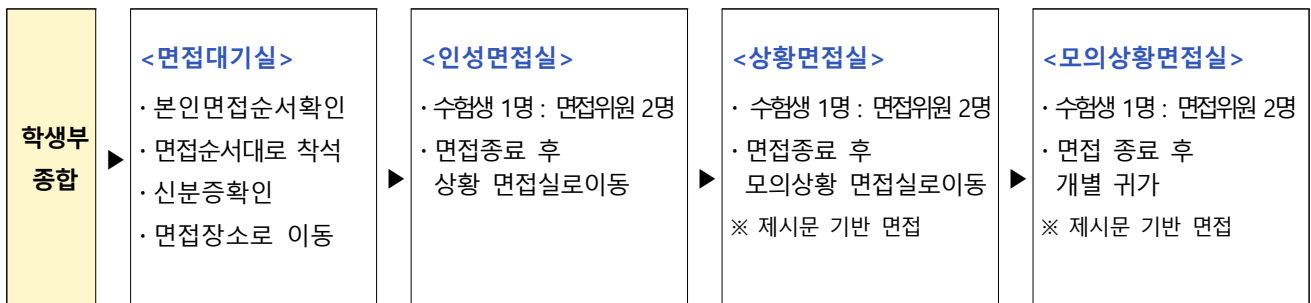 학생부
종합
▶
<면접대기실>
· 본인면접순서확인
· 면접순서대로 착석
· 신분증확인
· 면접장소로 이동
▶
<인성면접실>
· 수험생 1명 : 면접위원 2명
· 면접종료 후
상황 면접실로이동
▶
<상황면접실>
· 수험생 1명 : 면접위원 2명
· 면접종료 후
모의상황 면접실로이동
※ 제시문 기반 면접
▶
<모의상황면접실>
· 수험생 1명 : 면접위원 2명
· 면접 종료 후
개별 귀가
※ 제시문 기반 면접